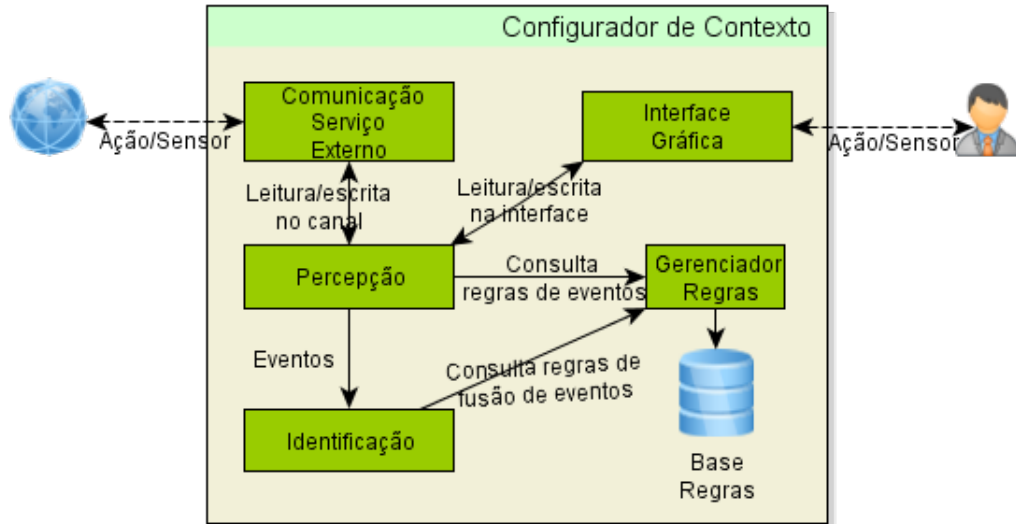 Configurador de Contexto
Comunicação
Serviço
Externo
Interface
Gráfica
Ação/Sensor
Ação/Sensor
Leitura/escrita
no canal
Leitura/escrita
na interface
Percepção
Consulta
regras de eventos
Gerenciador
Regras
Eventos
Consulta regras de
fusão de eventos
Identificação
Base
Regras